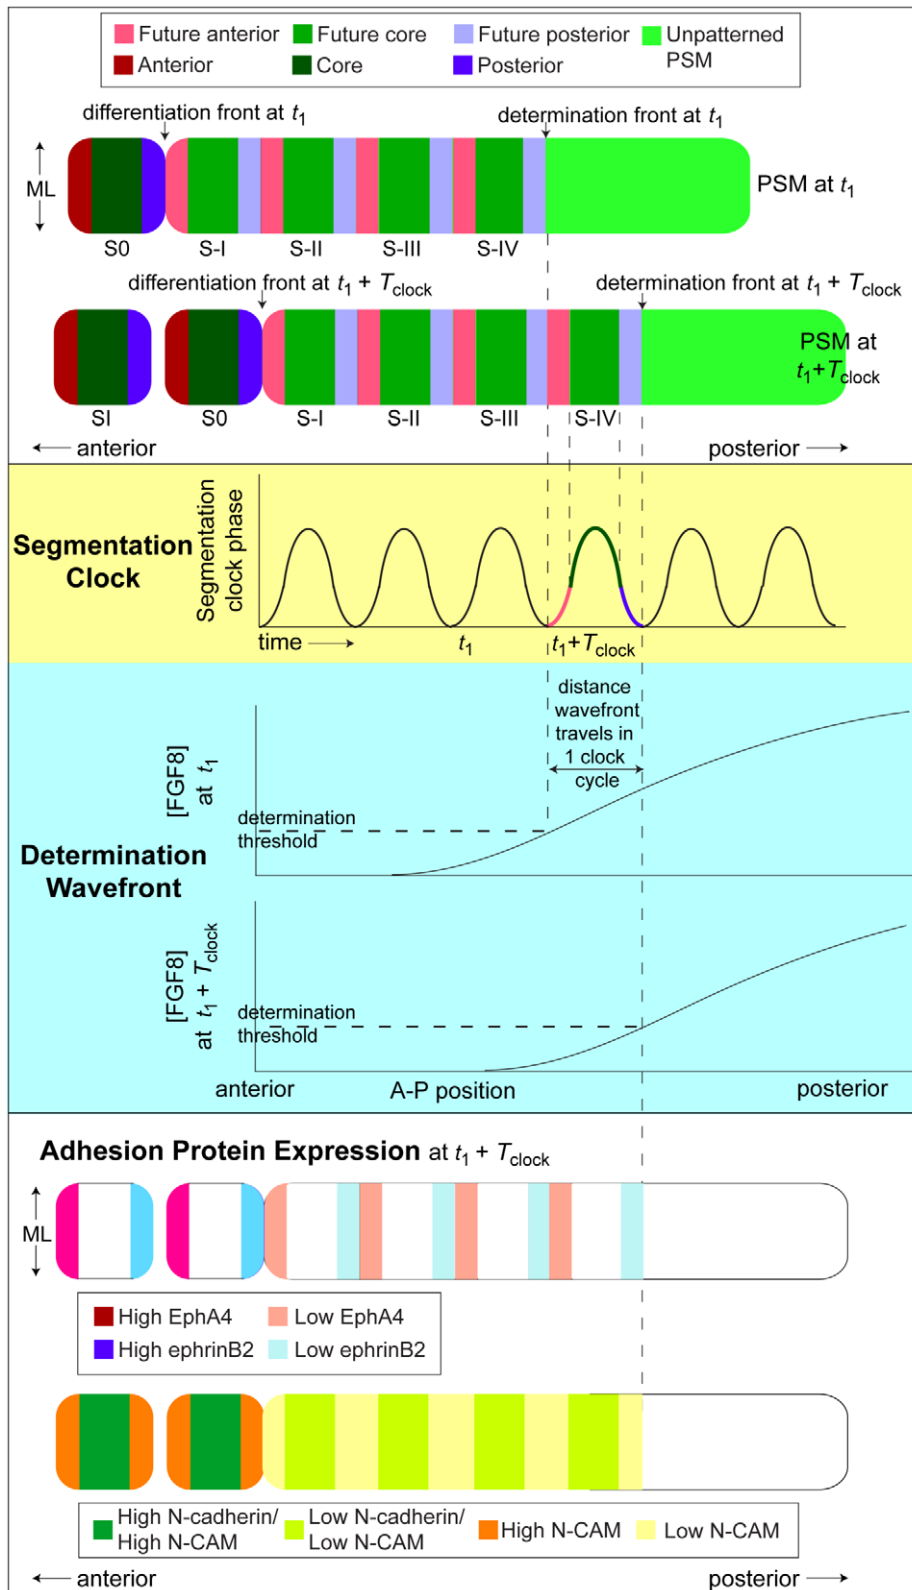 Future anterior
Future core
Future posterior
Unpatterned
PSM
Anterior
Core
Posterior
differentiation front at t1
determination front at t1
ML
PSM at t1
S0
S-I
S-II
S-III
S-IV
differentiation front at t1 + Tclock
determination front at t1 + Tclock
PSM at
t1+Tclock
SI
S0
S-I
S-II
S-III
S-IV
anterior
posterior
Segmentation
Clock
Segmentation
clock phase
time
t1
t1+Tclock
distance
wavefront
travels in
1 clock
cycle
[FGF8]
at t1
determination
threshold
Determination
Wavefront
[FGF8]
at t1 + Tclock
determination
threshold
anterior
A-P position
posterior
Adhesion Protein Expression at t1 + Tclock
ML
High EphA4
Low EphA4
High ephrinB2
Low ephrinB2
High N-cadherin/
High N-CAM
Low N-cadherin/
Low N-CAM
High N-CAM
Low N-CAM
anterior
posterior